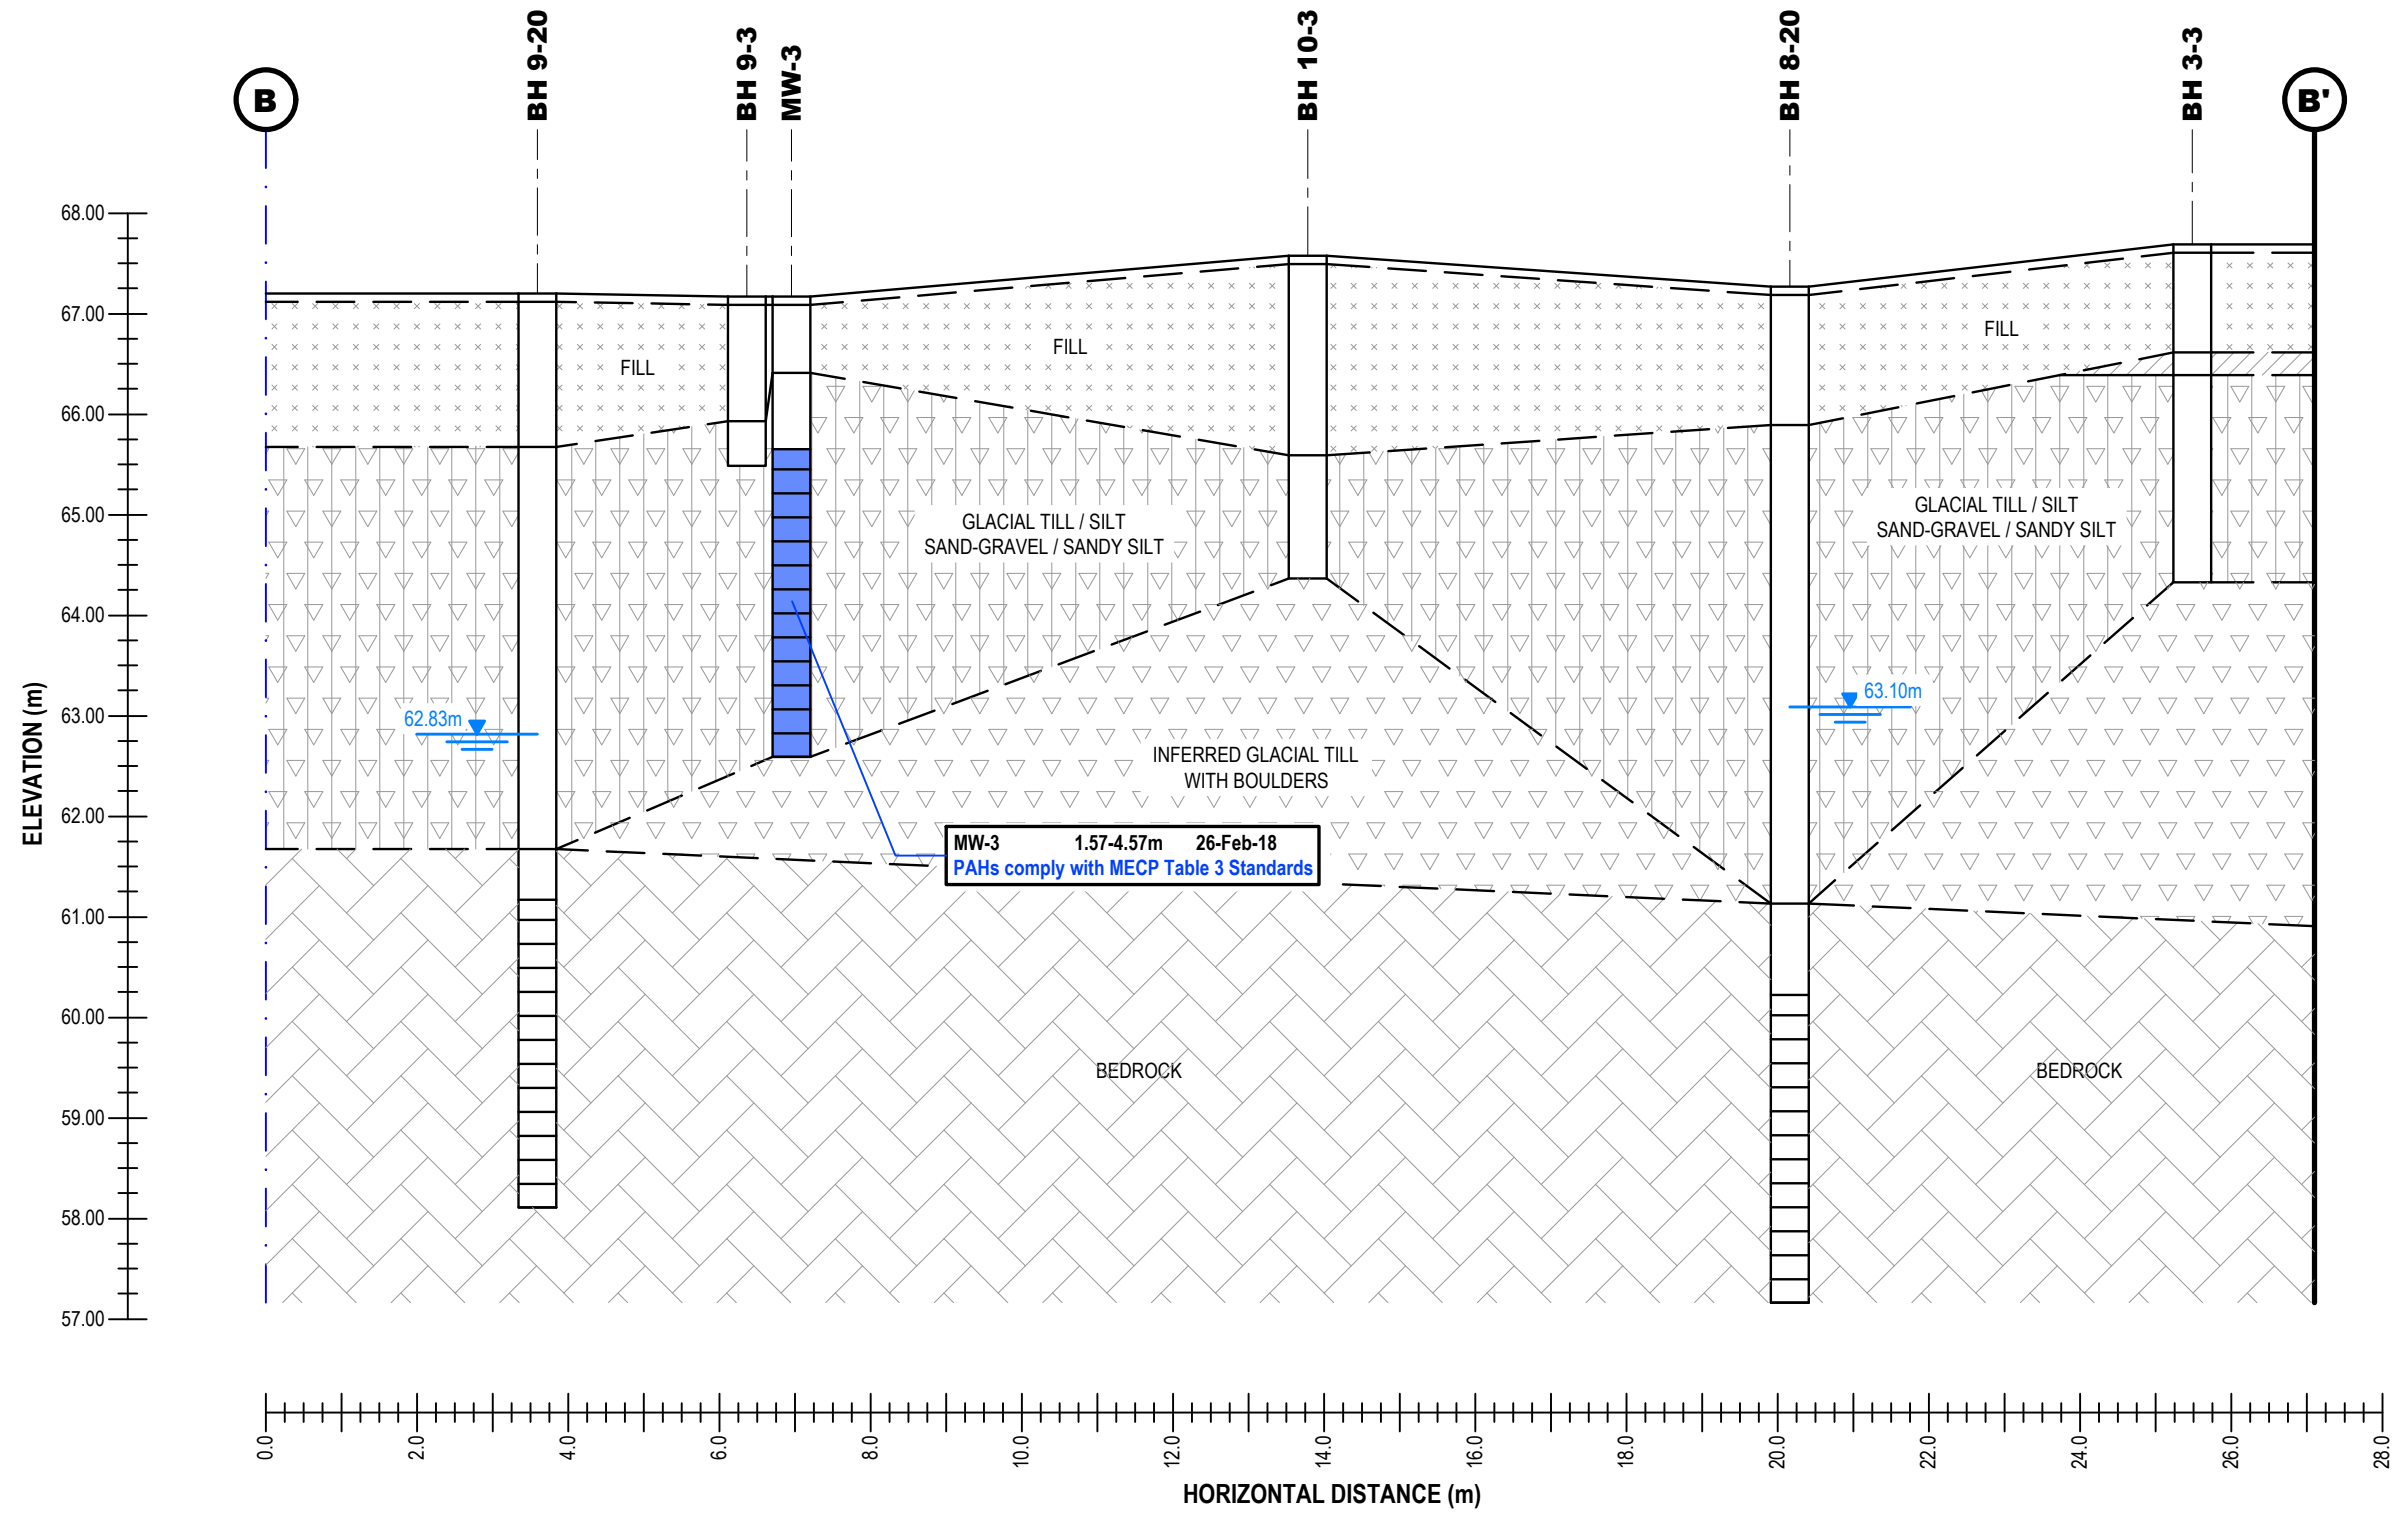 BH 9-20
BH 9-3
MW-3
BH 10-3
BH 8-20
BH 3-3
B
B'
68.00
67.00
66.00
65.00
64.00
63.00
62.00
61.00
60.00
59.00
58.00
57.00
ELEVATION (m)
FILL
FILL
FILL
GLACIAL TILL / SILT
SAND-GRAVEL / SANDY SILT
GLACIAL TILL / SILT
SAND-GRAVEL / SANDY SILT
62.83m
63.10m
INFERRED GLACIAL TILL
WITH BOULDERS
MW-3 1.57-4.57m 26-Feb-18
PAHs comply with MECP Table 3 Standards
BEDROCK
BEDROCK
0.0
2.0
4.0
6.0
8.0
10.0
12.0
14.0
16.0
18.0
20.0
22.0
24.0
26.0
28.0
HORIZONTAL DISTANCE (m)